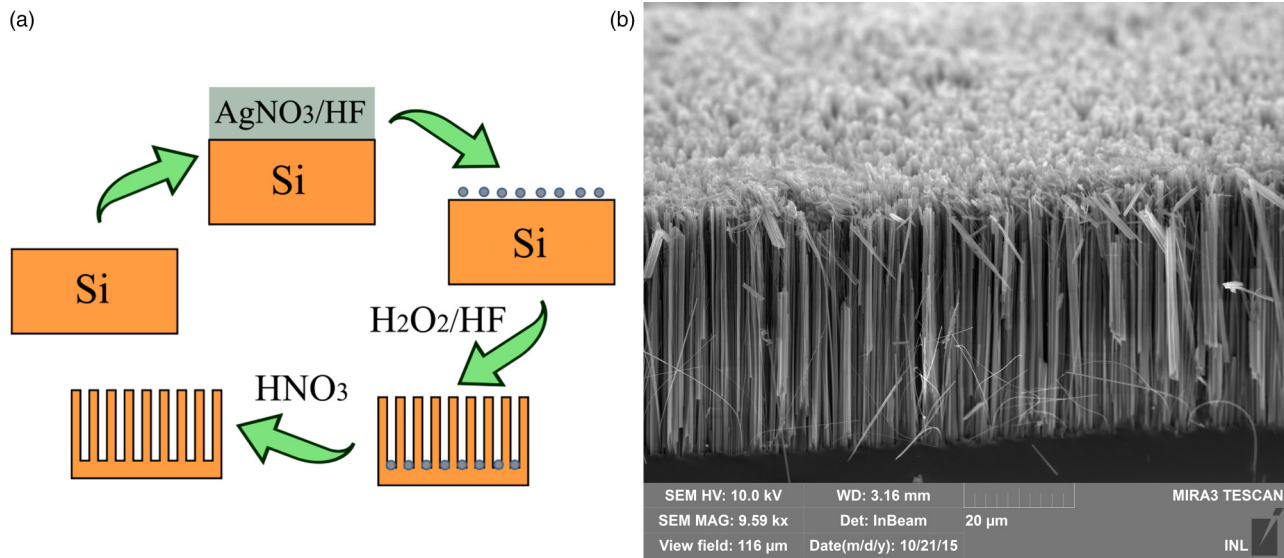 (a)
AgNO3/HF
Si
Si
Si
H2O2/HF
HNO3
(b)
SEM HV: 10.0 kV WD: 3.16 mm MIRA3 TESCAN
SEM MAG: 9.59 kx Det: InBeam 20 µm
View field: 116 µm Date(m/d/y): 10/21/15 INL